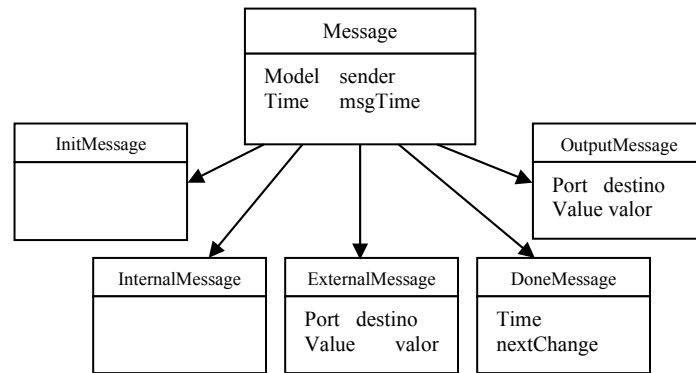 Message
Model sender
Time msgTime
InitMessage
OutputMessage
Port destino
Value valor
InternalMessage
ExternalMessage
Port destino
Value valor
DoneMessage
Time
nextChange